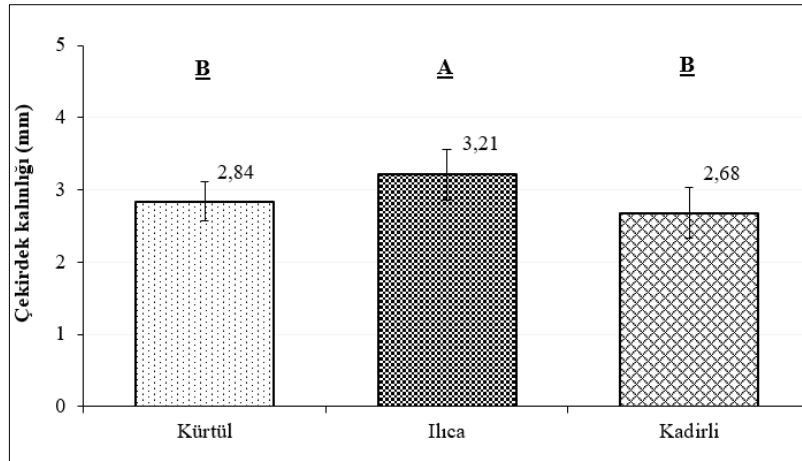 Çekirdek kalınlığı (mm)
5
4
3
2
1
0
B
A
B
2,84
3,21
2,68
Kürtül
Ilıca
Kadirli